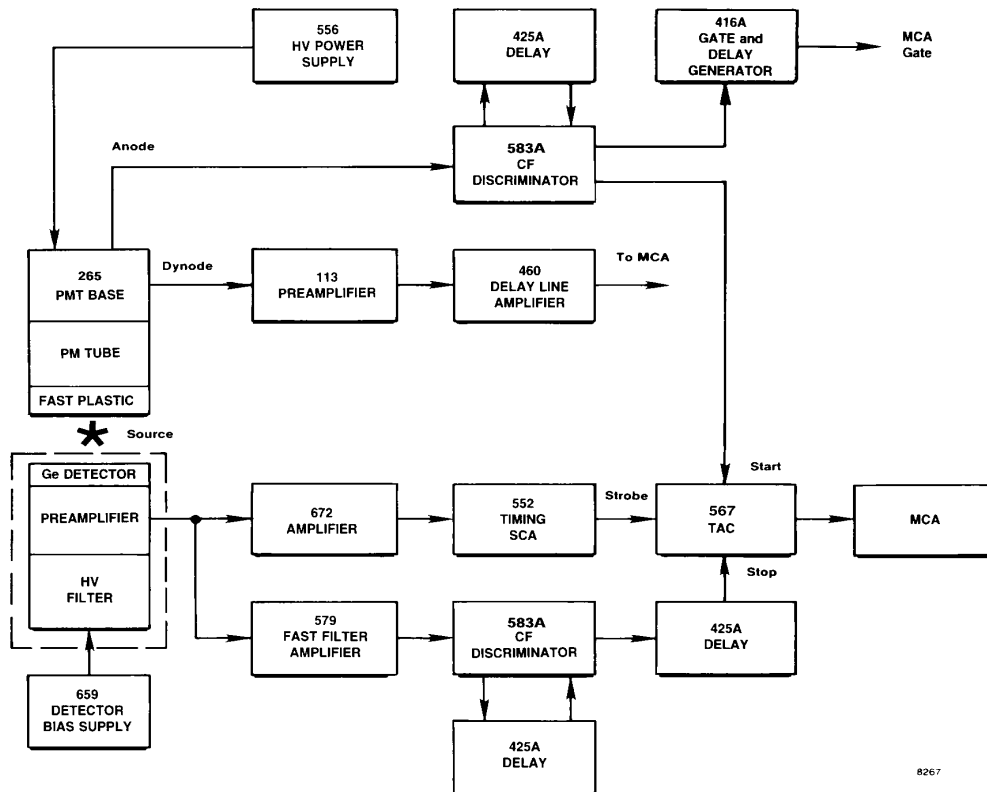 556
HV POWER
SUPPLY
425A
DELAY
416A
GATE and
DELAY
GENERATOR
MCA
Gate
Anode
583A
CF
DISCRIMINATOR
265
PMT BASE
Dynode
113
PREAMPLIFIER
460
DELAY LINE
AMPLIFIER
To MCA
PM TUBE
FAST PLASTIC
Source
Ge DETECTOR
PREAMPLIFIER
HV
FILTER
672
AMPLIFIER
552
TIMING
SCA
Strobe
Start
567
TAC
MCA
Stop
579
FAST FILTER
AMPLIFIER
583A
CF
DISCRIMINATOR
425A
DELAY
659
DETECTOR
BIAS SUPPLY
425A
DELAY
8267